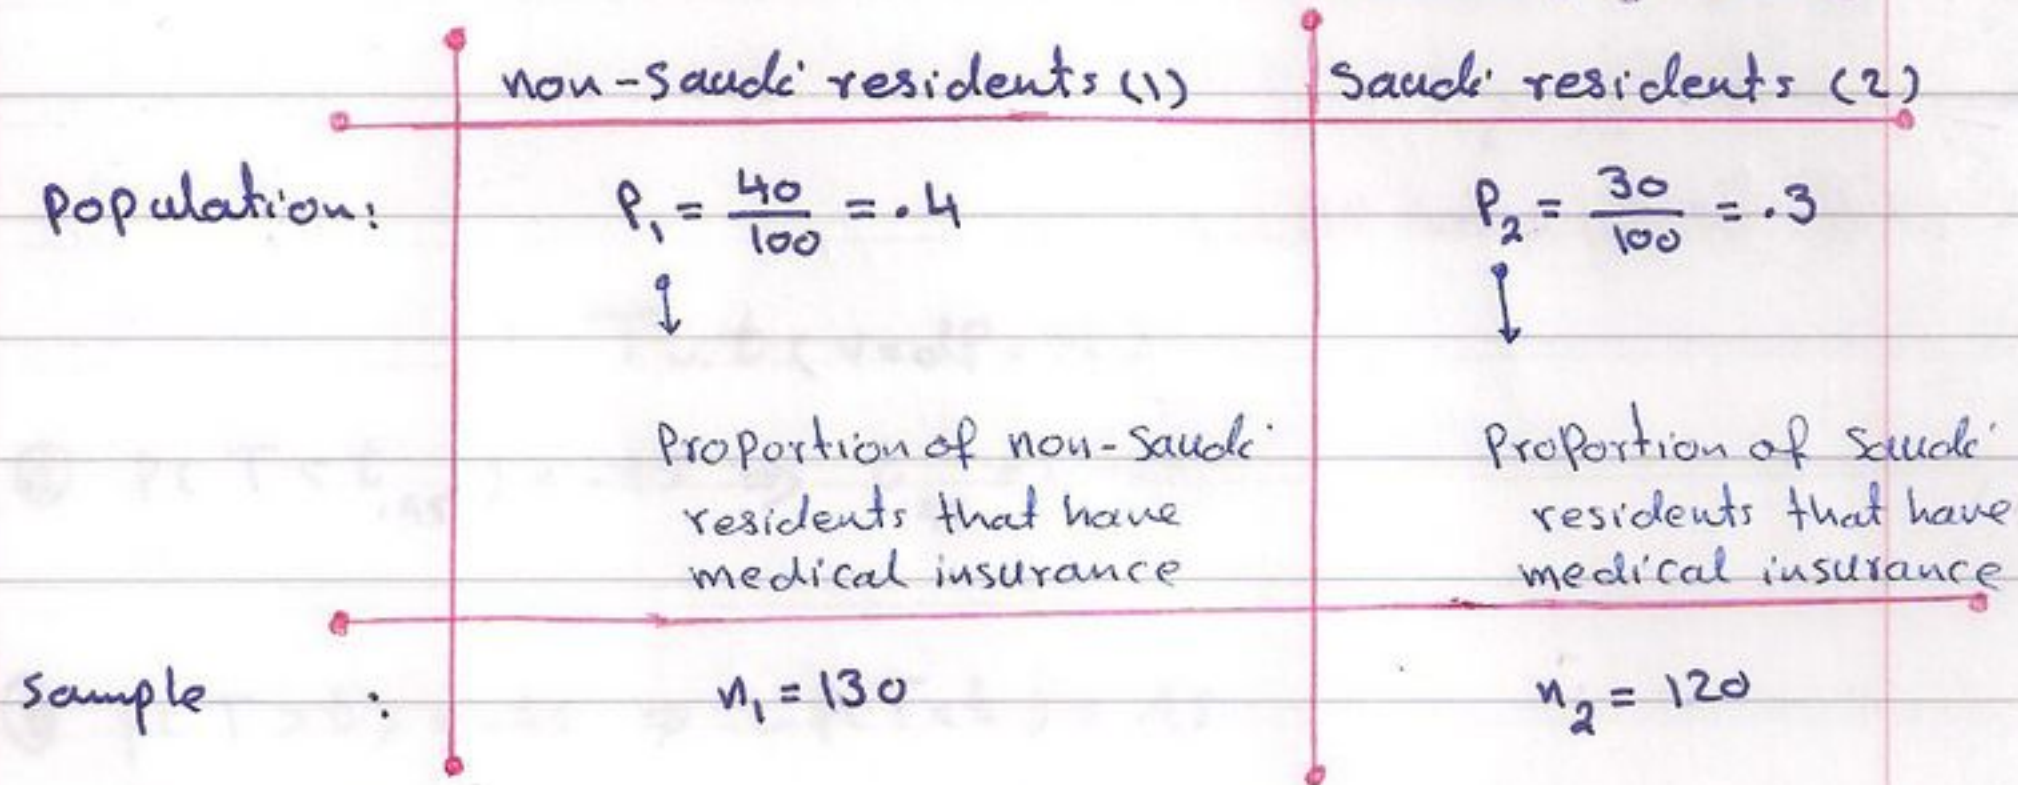 non-Saudi residents (1) Saudi residents (2)
Population: P₁ = 40/100 = .4 P₂ = 30/100 = .3
↓ ↓
Proportion of non-Saudi Proportion of Saudi
residents that have residents that have
medical insurance medical insurance
Sample : n₁ = 130 n₂ = 120